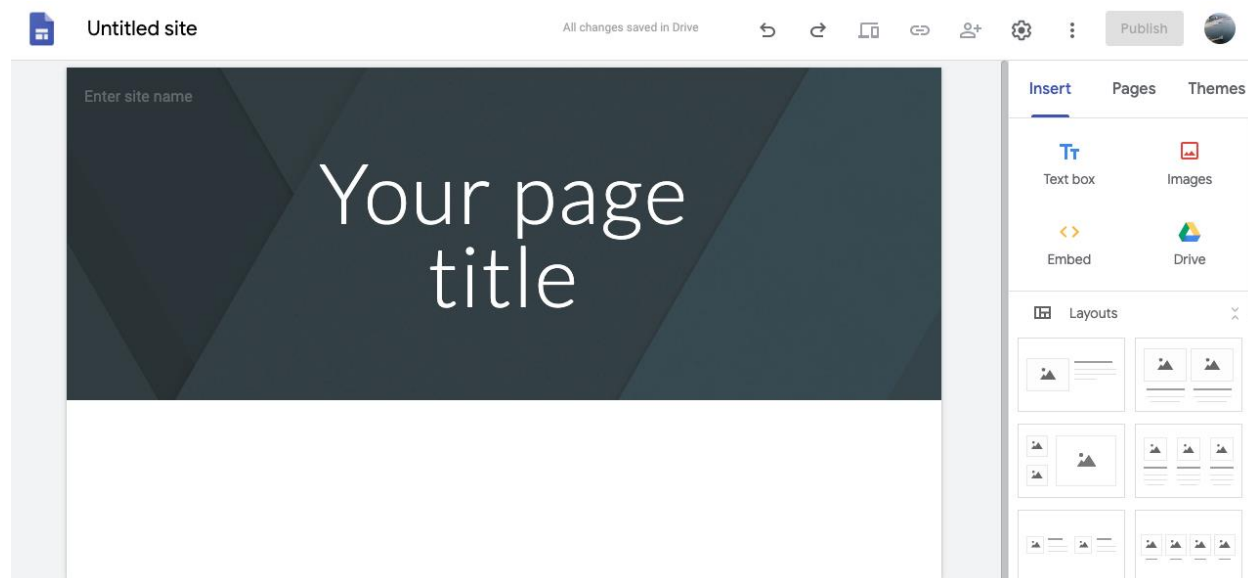 Untitled site
All changes saved in Drive
Publish
Enter site name
Your page
title
Insert Pages Themes
Text box Images
Embed Drive
Layouts